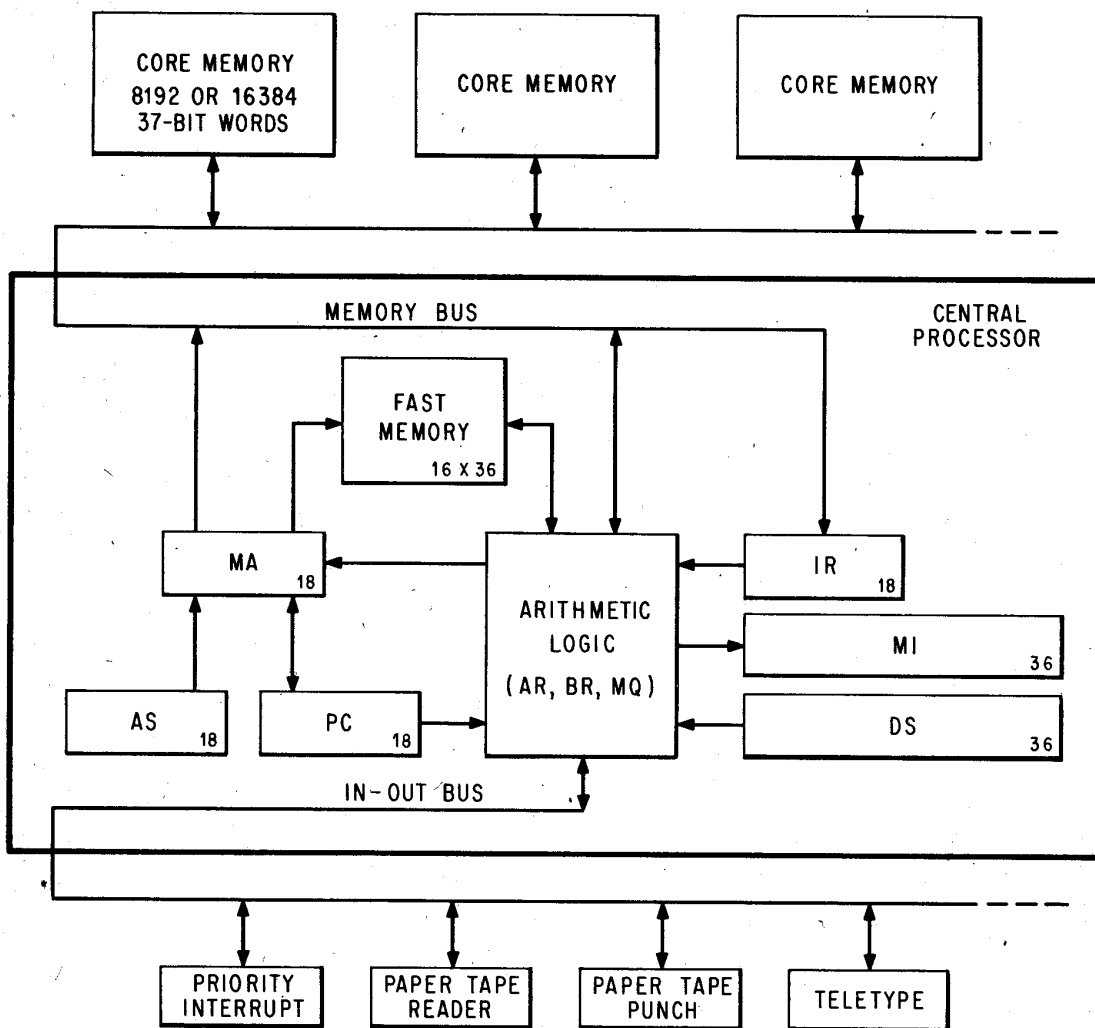 CORE MEMORY
8192 OR 16384
37-BIT WORDS
CORE MEMORY
CORE MEMORY
MEMORY BUS
CENTRAL
PROCESSOR
FAST
MEMORY
16 X 36
MA
18
IR
18
ARITHMETIC
LOGIC
(AR, BR, MQ)
MI
36
AS
18
PC
18
DS
36
IN-OUT BUS
PRIORITY
INTERRUPT
PAPER TAPE
READER
PAPER TAPE
PUNCH
TELETYPE